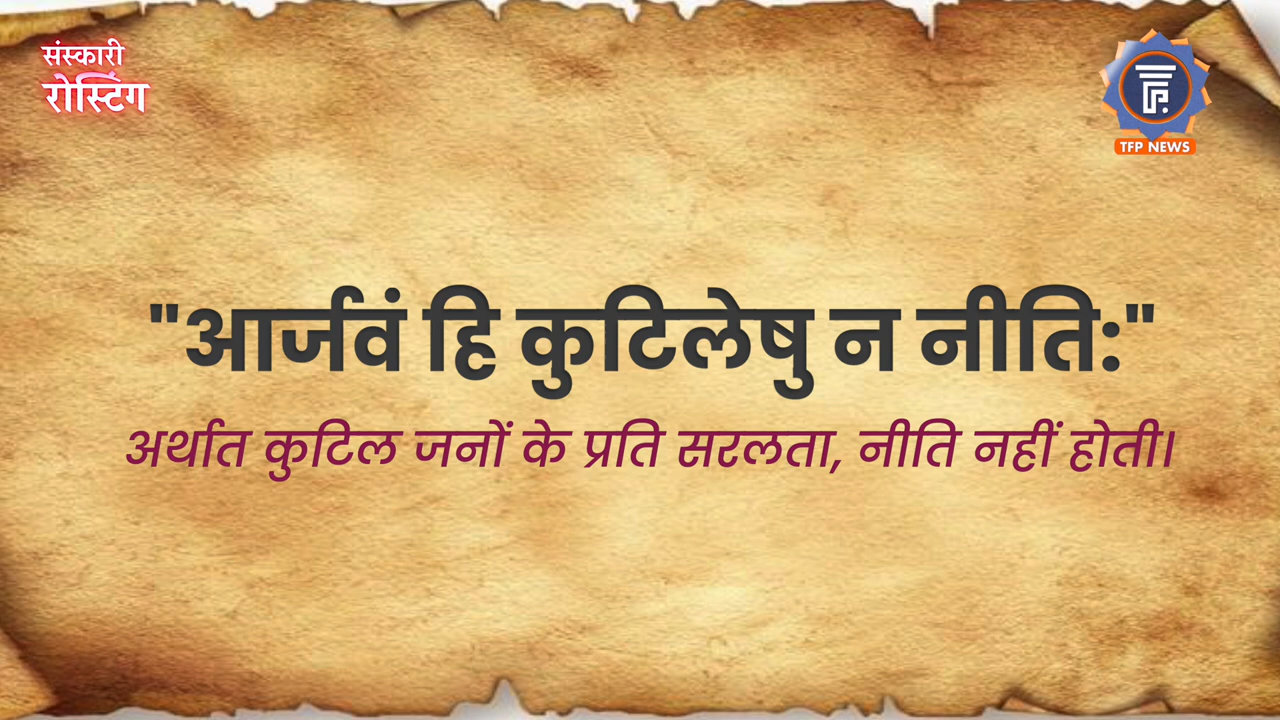 संस्कारी
रोस्टिंग
TFP NEWS
"आर्जवं हि कुटिलेषु न नीति:"
अर्थात कुटिल जनों के प्रति सरलता, नीति नहीं होती।